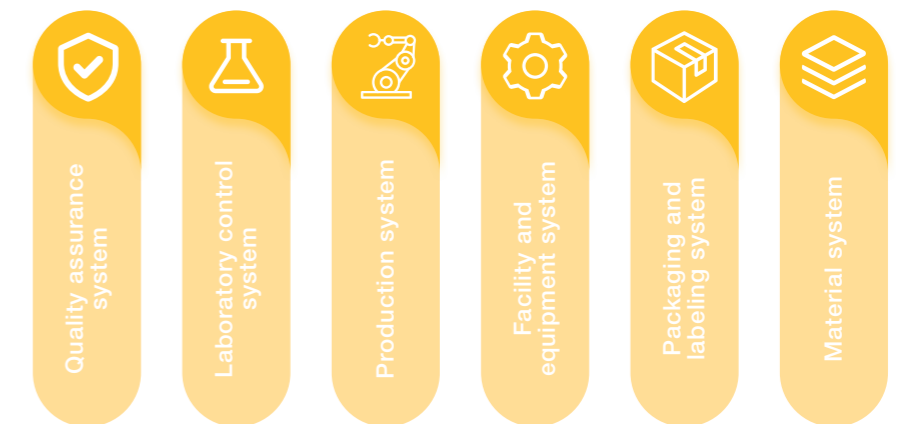 Quality assurance
system
Laboratory control
system
Production system
Facility and
equipment system
Packaging and
labeling system
Material system